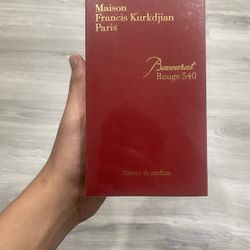 Maison
Francis Kurkdjian
Paris
Baccarat
Rouge 540
Extrait de parfum